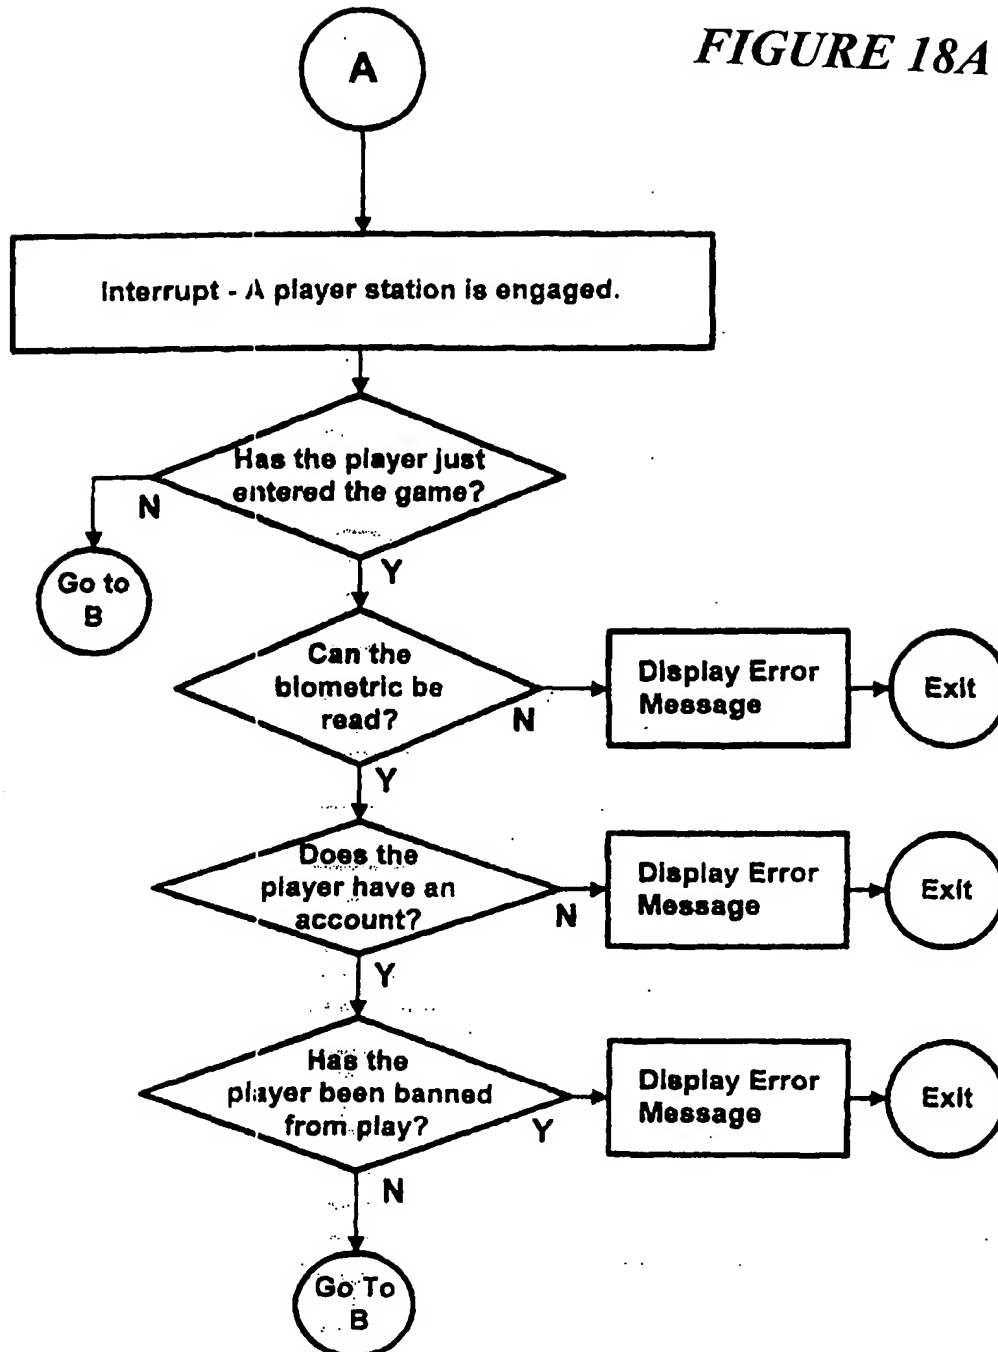 FIGURE 18A
A
Interrupt - A player station is engaged.
Has the player just
entered the game?
N
Y
Go to
B
Can the
biometric be
read?
N
Display Error
Message
Exit
Y
Does the
player have an
account?
N
Display Error
Message
Exit
Y
Has the
player been banned
from play?
Y
Display Error
Message
Exit
N
Go To
B